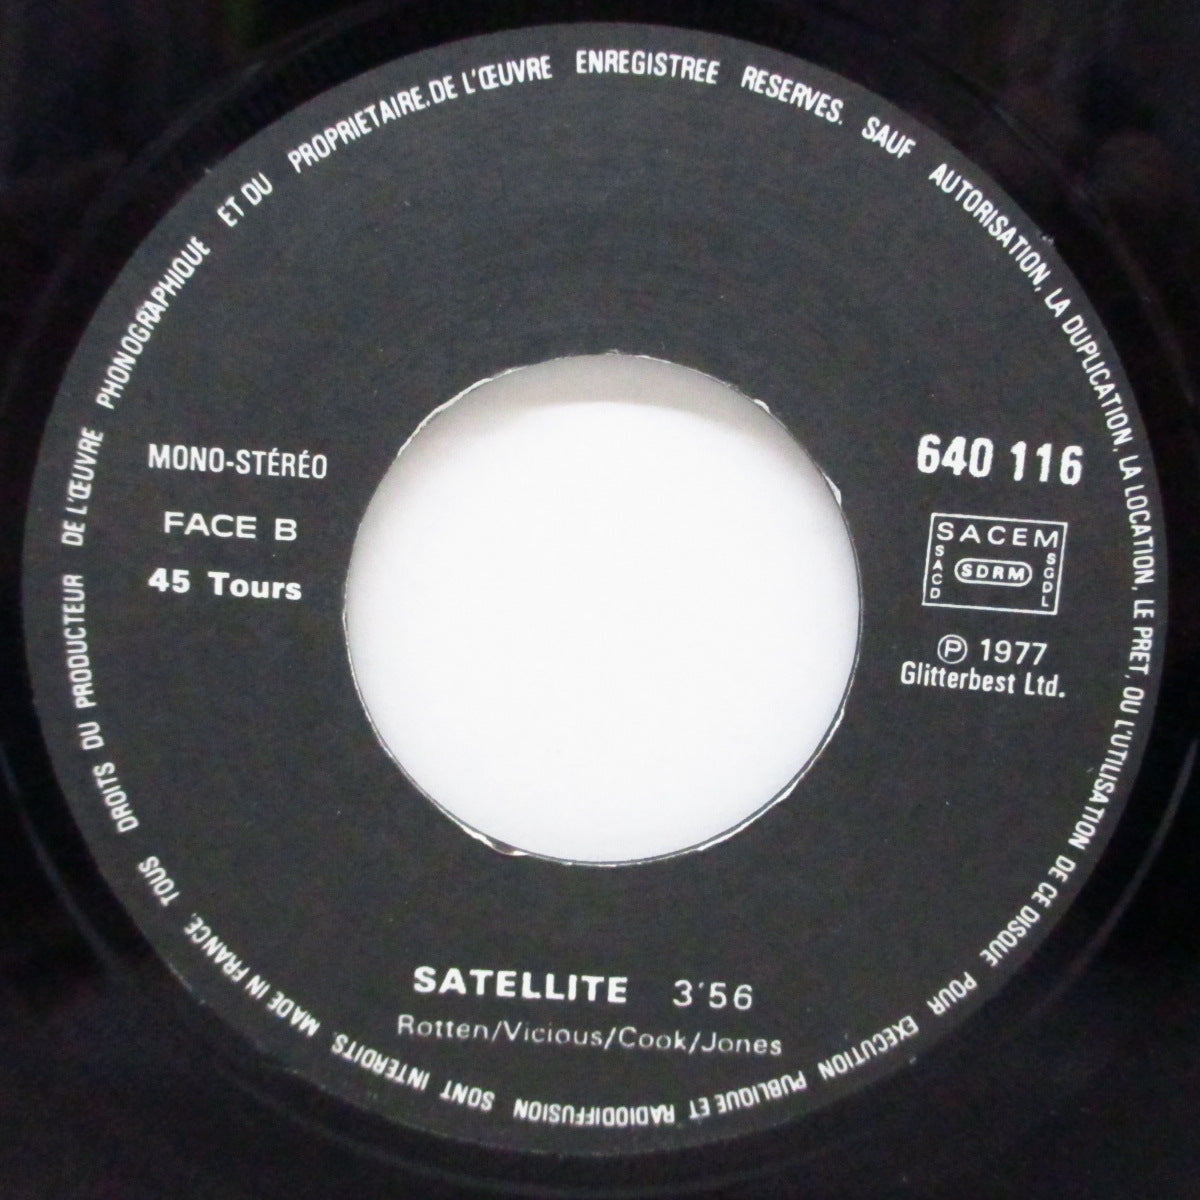 TOUS DROITS DU PRODUCTEUR DE L'ŒUVRE PHONOGRAPHIQUE ET DU PROPRIETAIRE.DE L'ŒUVRE ENREGISTREE RESERVES. SAUF AUTORISATION, LA DUPLICATION, LA LOCATION, LE PRET, OU L'UTILISATION DE CE DISQUE POUR EXECUTION PUBLIQUE ET RADIODIFFUSION SONT INTERDITS. MADE IN FRANCE.
MONO-STÉRÉO
FACE B
45 Tours
640 116
SACEM
SACD
SDRM
SGDL
Ⓟ 1977
Glitterbest Ltd.
SATELLITE 3'56
Rotten/Vicious/Cook/Jones